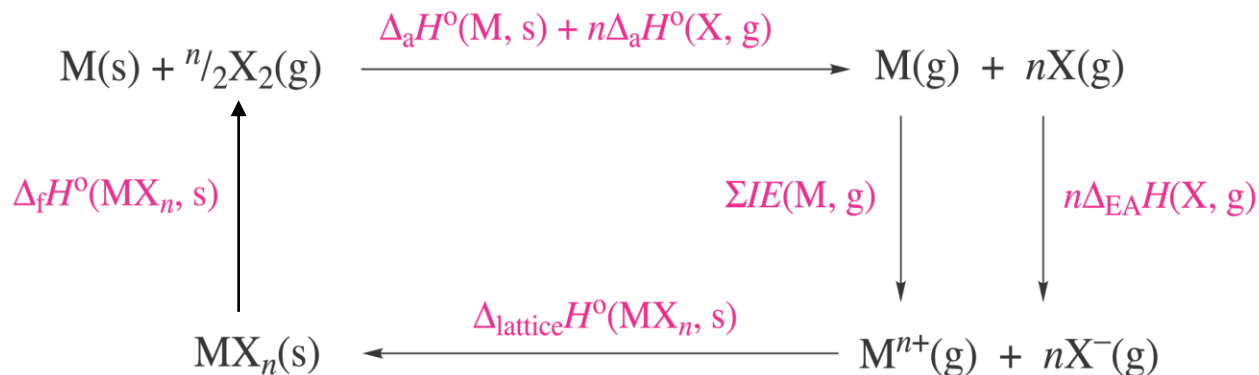 ΔₐH°(M, s) + nΔₐH°(X, g)
M(s) + ⁿ/₂X₂(g)
M(g) + nX(g)
ΔfH°(MXₙ, s)
ΣIE(M, g)
nΔEAH(X, g)
ΔlatticeH°(MXₙ, s)
MXₙ(s)
Mⁿ⁺(g) + nX⁻(g)